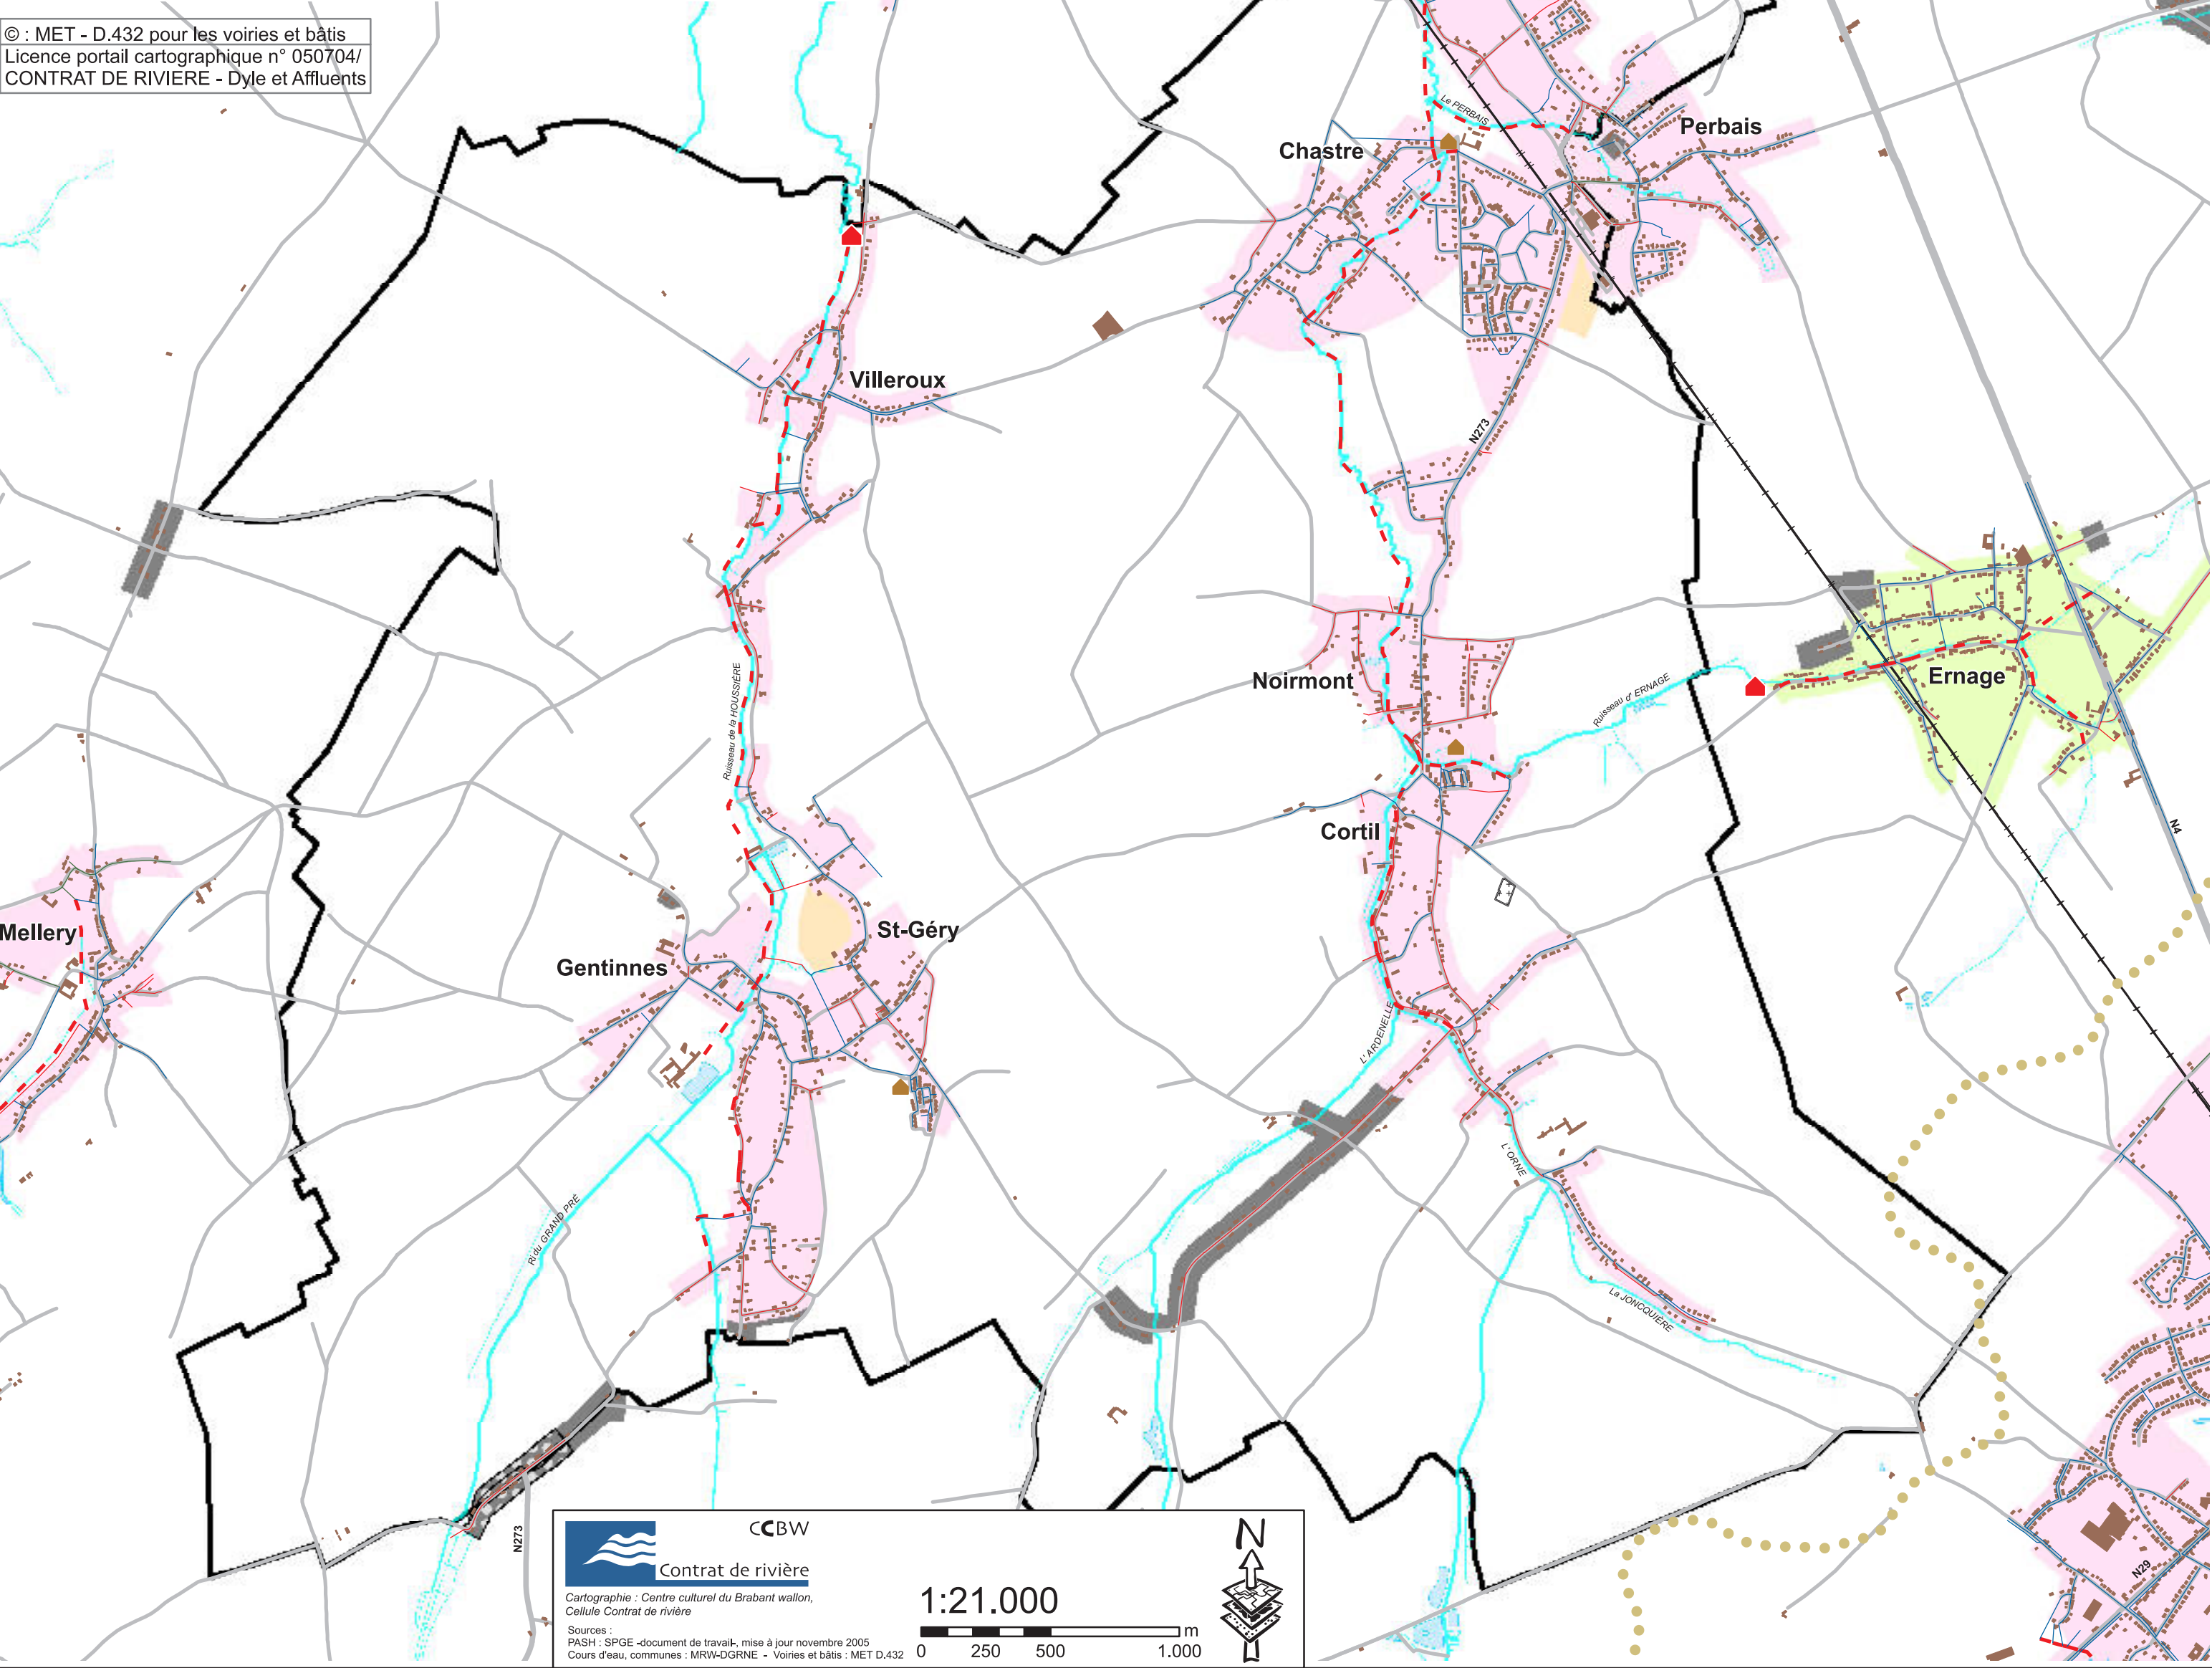 © : MET - D.432 pour les voiries et bâtis
Licence portail cartographique n° 050704/
CONTRAT DE RIVIERE - Dyle et Affluents
Le PERBAIS
Perbais
Chastre
Villeroux
N273
Ruisseau de la HOUSSIÈRE
Noirmont
Ruisseau d' ERNAGE
Ernage
N4
Cortil
Mellery
St-Géry
Gentinnes
L' ARDENELLE
L' ORNE
Ri du GRAND PRÉ
La JONCQUIÈRE
N273
N29
CCBW
Contrat de rivière
Cartographie : Centre culturel du Brabant wallon,
Cellule Contrat de rivière
Sources :
PASH : SPGE -document de travail-, mise à jour novembre 2005
Cours d'eau, communes : MRW-DGRNE - Voiries et bâtis : MET D.432
1:21.000
m
0 250 500 1.000
N